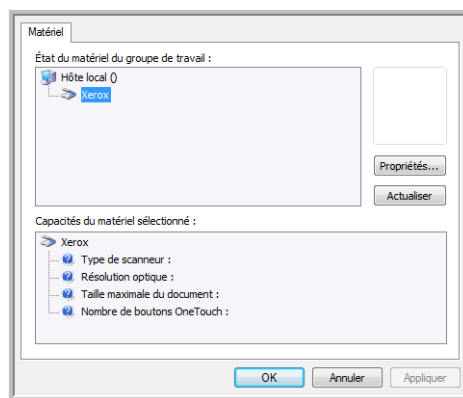 Matériel
État du matériel du groupe de travail :
Hôte local ()
Xerox
Propriétés...
Actualiser
Capacités du matériel sélectionné :
Xerox
Type de scanneur :
Résolution optique :
Taille maximale du document :
Nombre de boutons OneTouch :
OK Annuler Appliquer